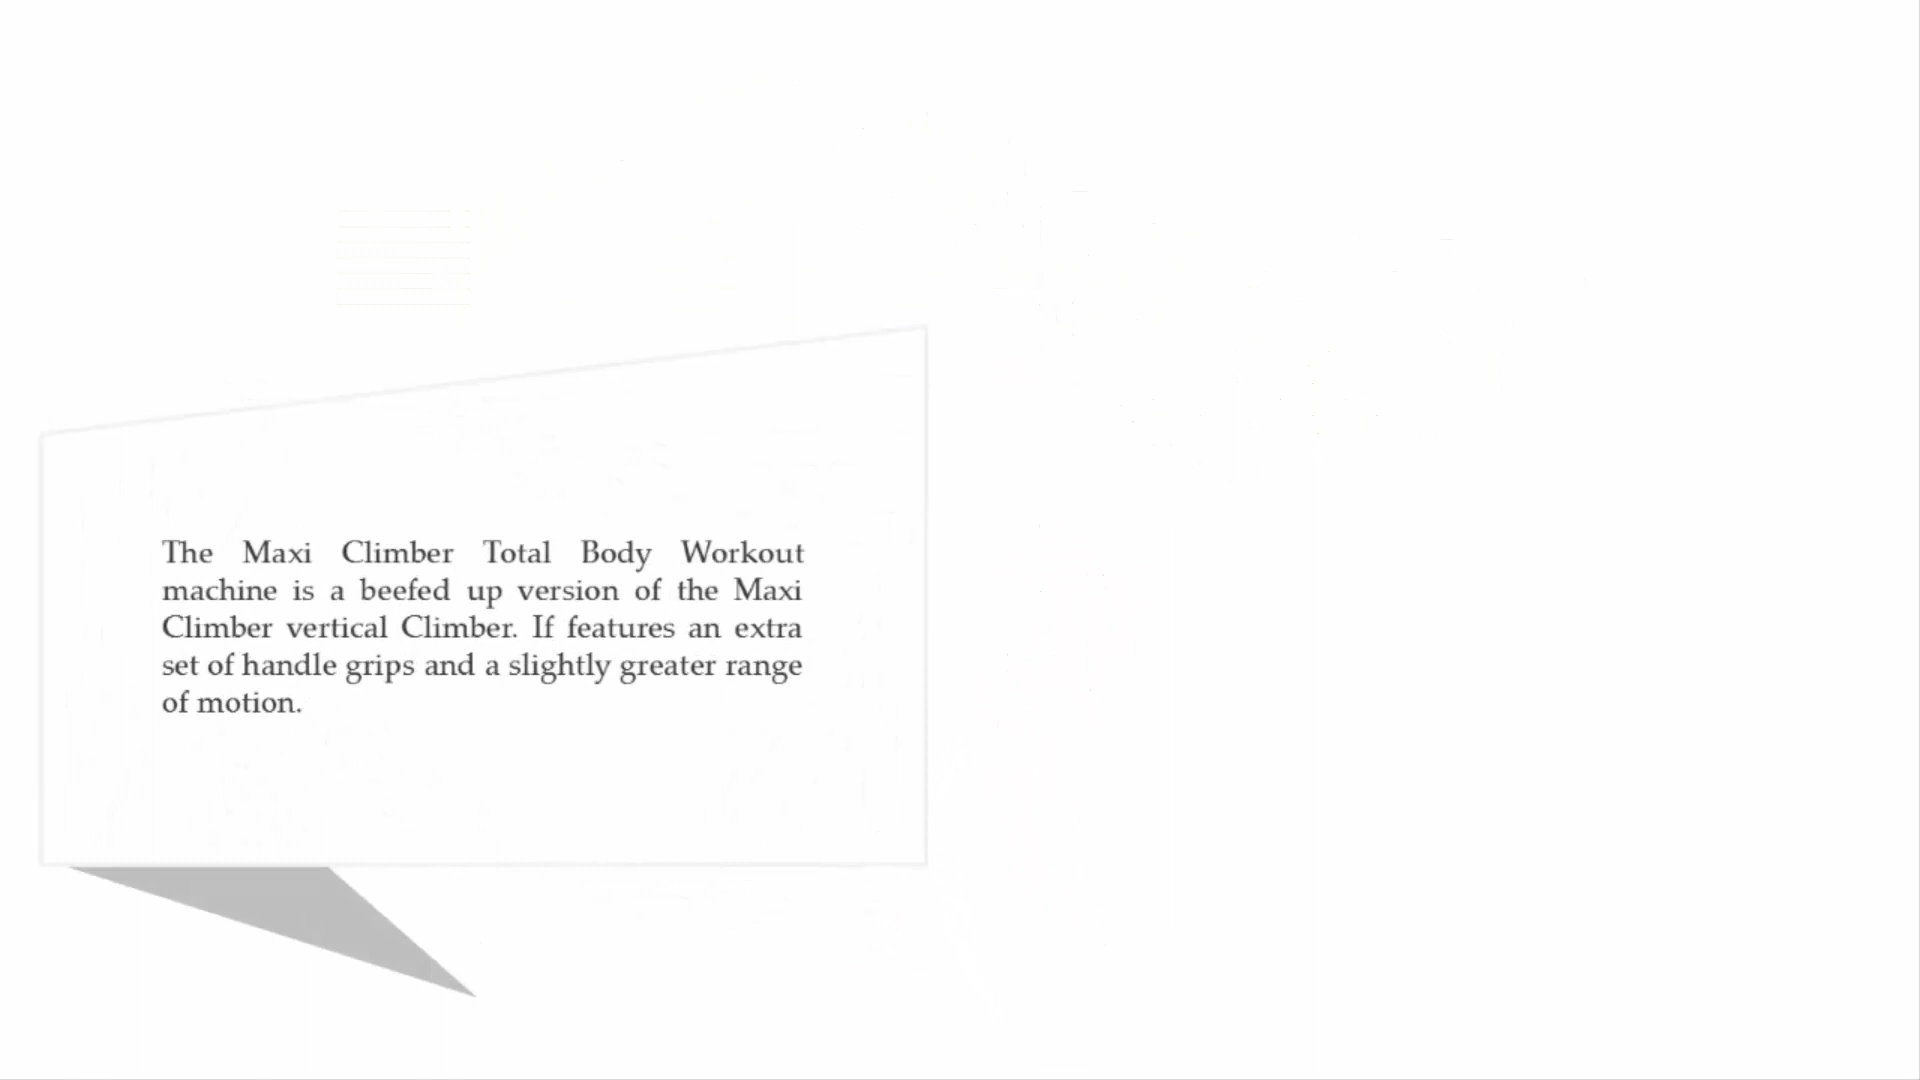 The Maxi Climber Total Body Workout
machine is a beefed up version of the Maxi
Climber vertical Climber. If features an extra
set of handle grips and a slightly greater range
of motion.